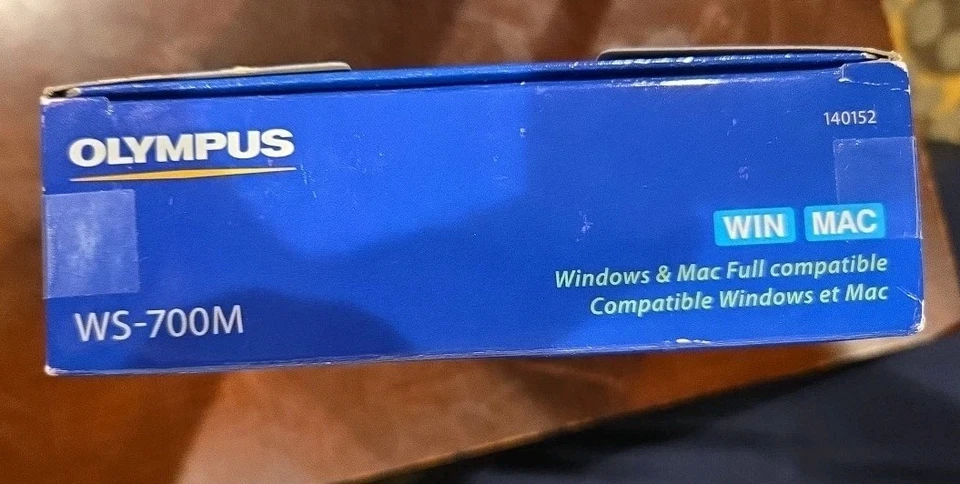 OLYMPUS
140152
WIN MAC
Windows & Mac Full compatible
Compatible Windows et Mac
WS-700M